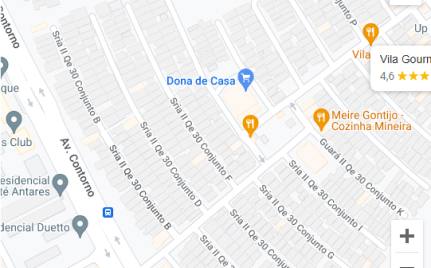 Contorno
Sria II Qe 30 Conjunto B
Sria II Qe 30 Conjunto P
Up
Vila
Vila Gourm
4,6
Dona de Casa
que
s Club
Sria II Qe 30 Conjunto D
Sria II Qe 30 Conjunto F
Meire Gontijo -
Cozinha Mineira
Guará II Qe 30 Conjunto K
Av. Contorno
esidencial
té Antares
Sria II Qe 30 Conjunto B
Sria II Qe 30 Conjunto D
Sria II Qe 30 Conjunto F
Sria II Qe 30 Conjunto I
Sria II Qe 30 Conjunto G
dencial Duetto